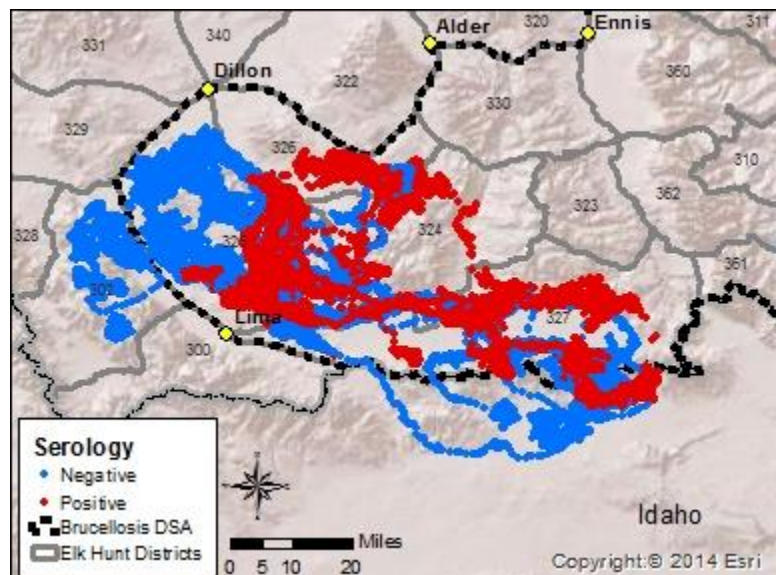 Alder
320
Ennis
311
331
340
Dillon
322
360
330
329
325
310
362
323
324
328
326
361
302
327
Lima
300
Serology
Negative
Positive
Brucellosis DSA
Elk Hunt Districts
Miles
0 5 10 20
Idaho
Copyright:© 2014 Esri